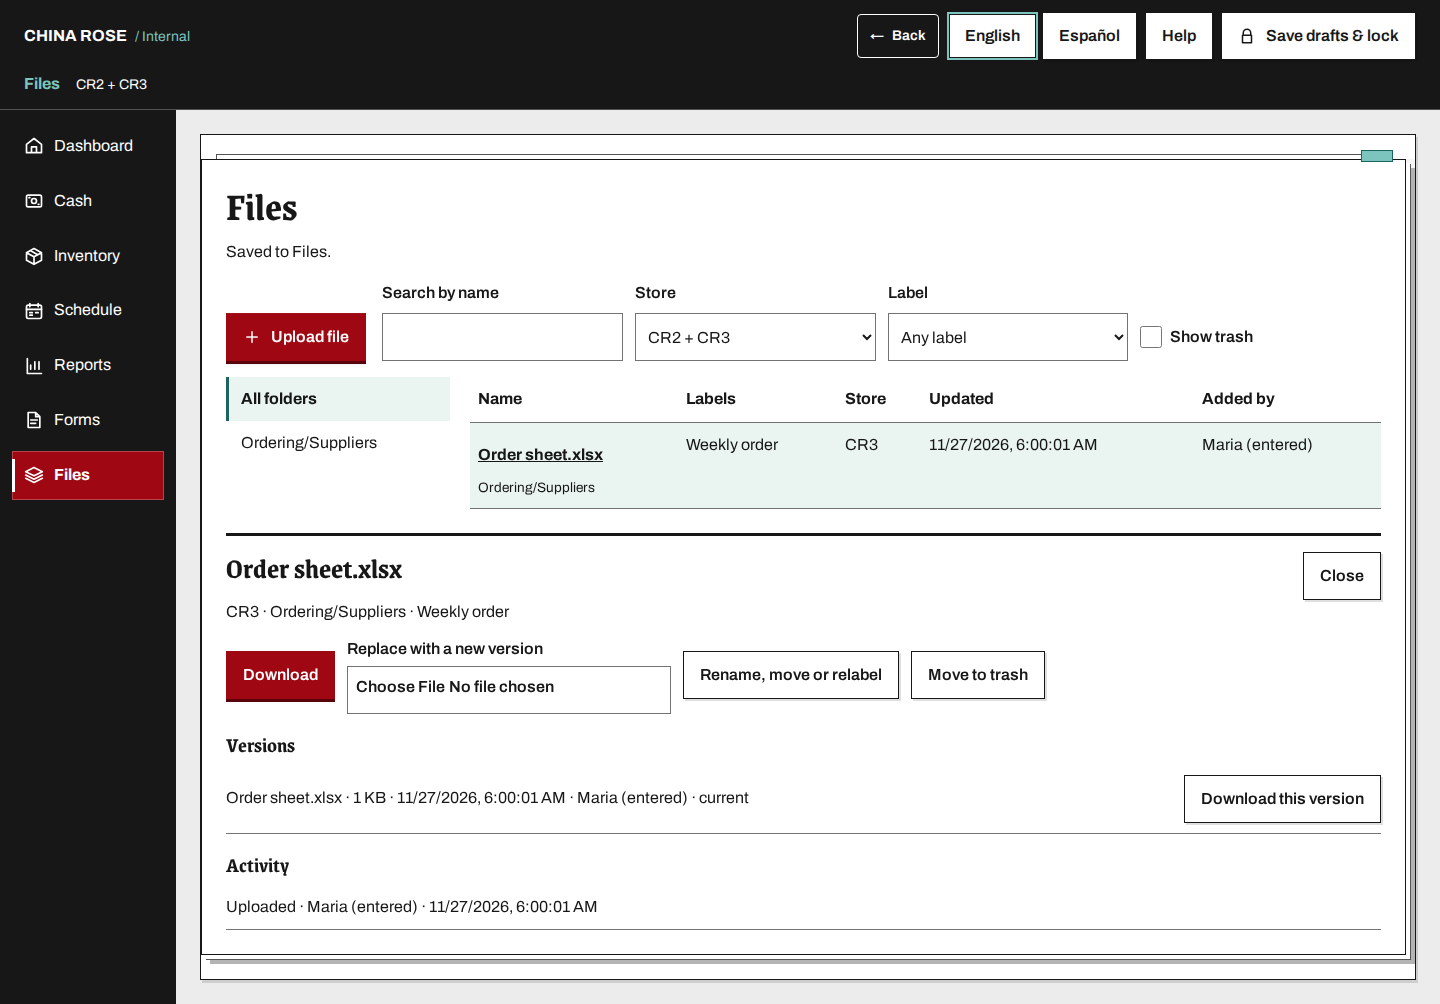 CHINA ROSE / Internal
← Back
English
Español
Help
Save drafts & lock
Files CR2 + CR3
Dashboard
Cash
Inventory
Schedule
Reports
Forms
Files
Files
Saved to Files.
+ Upload file
Search by name
Store
CR2 + CR3
Label
Any label
Show trash
All folders
Ordering/Suppliers
Name Labels Store Updated Added by
Order sheet.xlsx Weekly order CR3 11/27/2026, 6:00:01 AM Maria (entered)
Ordering/Suppliers
Order sheet.xlsx
Close
CR3 · Ordering/Suppliers · Weekly order
Download
Replace with a new version
Choose File No file chosen
Rename, move or relabel
Move to trash
Versions
Order sheet.xlsx · 1 KB · 11/27/2026, 6:00:01 AM · Maria (entered) · current
Download this version
Activity
Uploaded · Maria (entered) · 11/27/2026, 6:00:01 AM